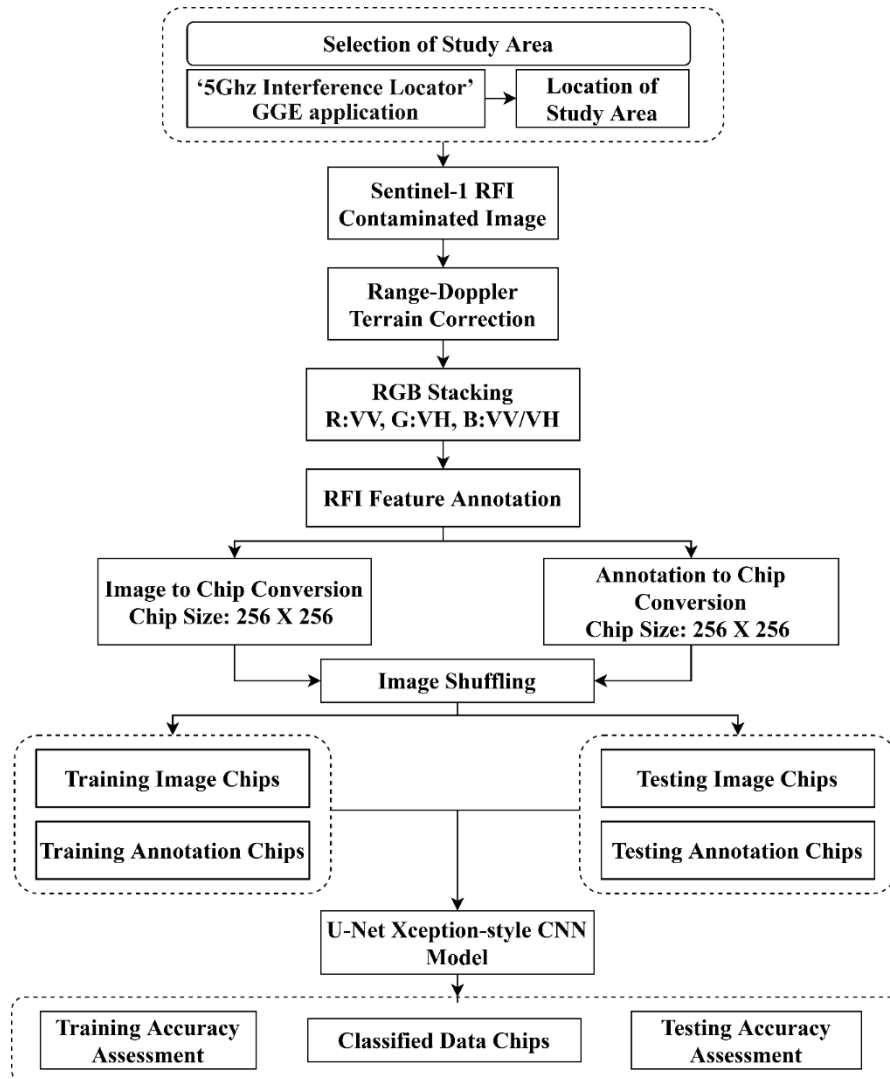 Selection of Study Area
‘5Ghz Interference Locator’
GGE application
Location of
Study Area
Sentinel-1 RFI
Contaminated Image
Range-Doppler
Terrain Correction
RGB Stacking
R:VV, G:VH, B:VV/VH
RFI Feature Annotation
Image to Chip Conversion
Chip Size: 256 X 256
Annotation to Chip
Conversion
Chip Size: 256 X 256
Image Shuffling
Training Image Chips
Training Annotation Chips
Testing Image Chips
Testing Annotation Chips
U-Net Xception-style CNN
Model
Training Accuracy
Assessment
Classified Data Chips
Testing Accuracy
Assessment